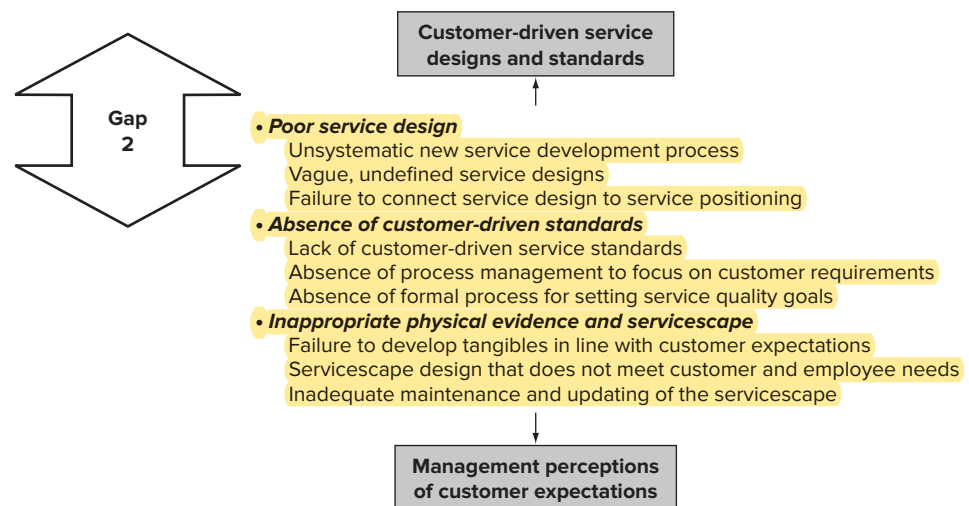 Customer-driven service
designs and standards
Gap
2
• Poor service design
Unsystematic new service development process
Vague, undefined service designs
Failure to connect service design to service positioning
• Absence of customer-driven standards
Lack of customer-driven service standards
Absence of process management to focus on customer requirements
Absence of formal process for setting service quality goals
• Inappropriate physical evidence and servicescape
Failure to develop tangibles in line with customer expectations
Servicescape design that does not meet customer and employee needs
Inadequate maintenance and updating of the servicescape
Management perceptions
of customer expectations